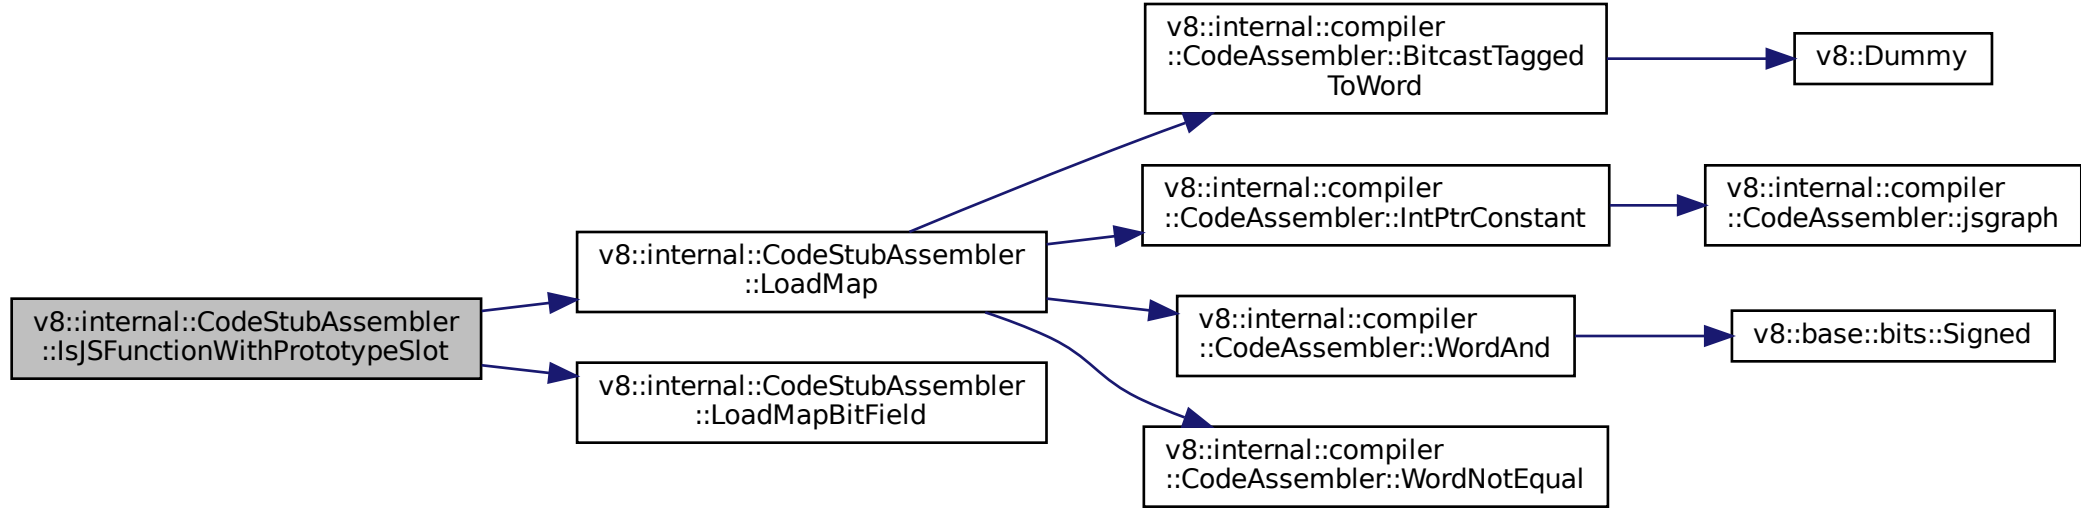 v8::internal::CodeStubAssembler
::IsJSFunctionWithPrototypeSlot
v8::internal::CodeStubAssembler
::LoadMap
v8::internal::CodeStubAssembler
::LoadMapBitField
v8::internal::compiler
::CodeAssembler::BitcastTagged
ToWord
v8::internal::compiler
::CodeAssembler::IntPtrConstant
v8::internal::compiler
::CodeAssembler::WordAnd
v8::internal::compiler
::CodeAssembler::WordNotEqual
v8::Dummy
v8::internal::compiler
::CodeAssembler::jsgraph
v8::base::bits::Signed